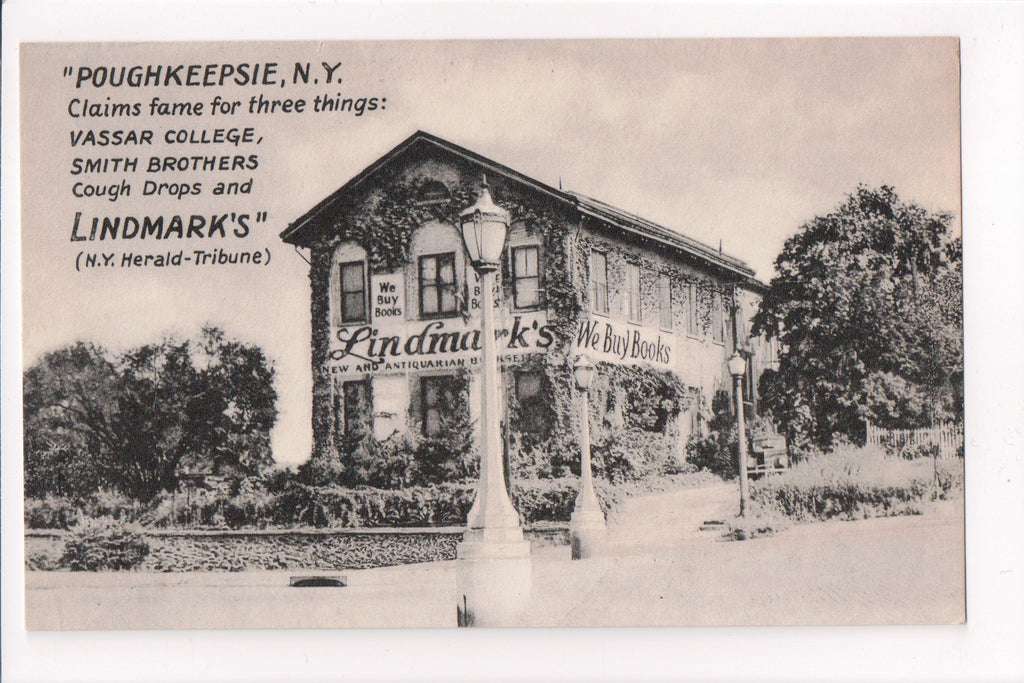 "POUGHKEEPSIE, N.Y.
Claims fame for three things:
VASSAR COLLEGE,
SMITH BROTHERS
Cough Drops and
LINDMARK'S"
(N.Y. Herald-Tribune)
We
Buy
Books
Lindmark's
NEW AND ANTIQUARIAN
We Buy Books